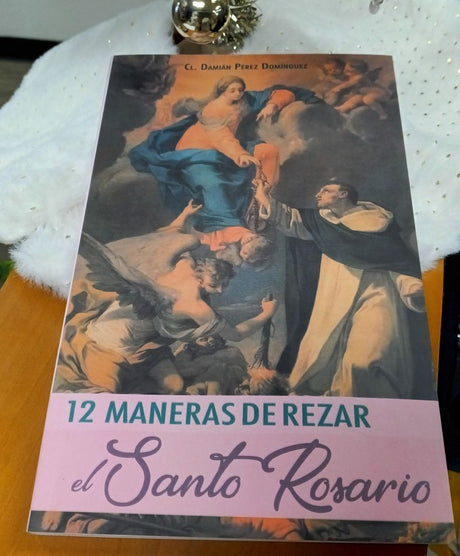 Cl. Damián Pérez Domínguez
12 MANERAS DE REZAR
el Santo Rosario